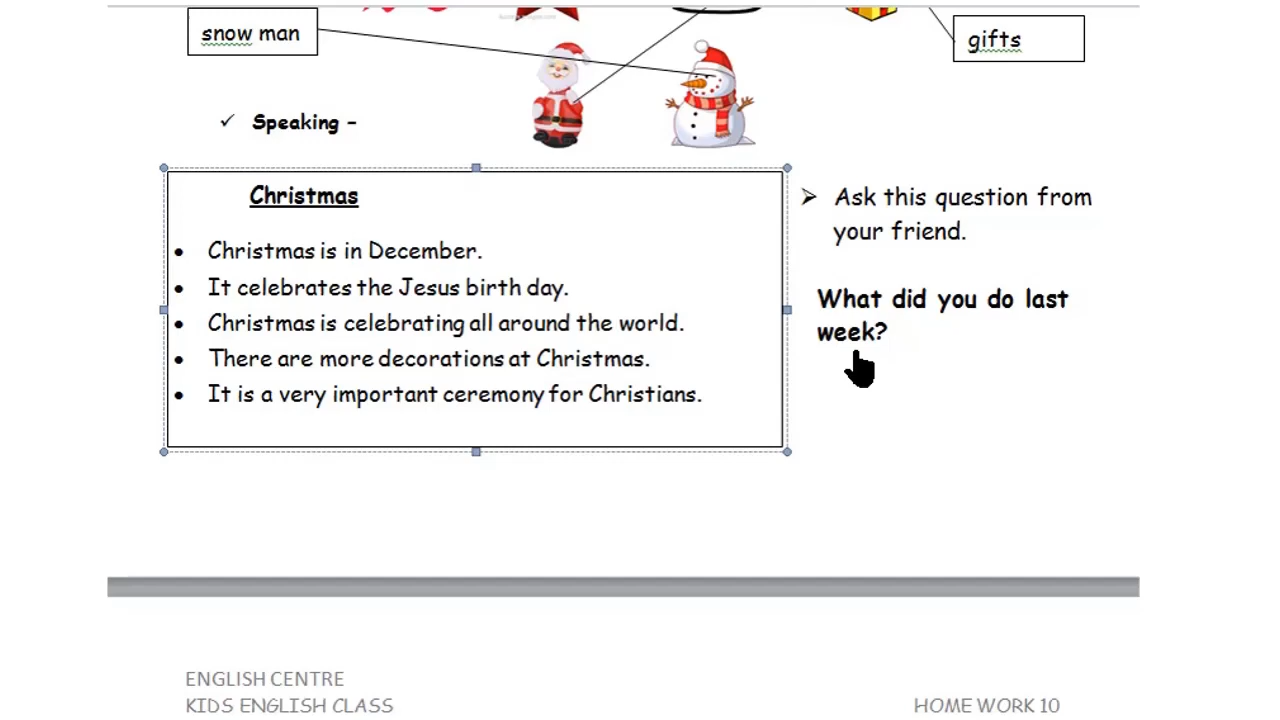 snow man
gifts
✓ Speaking –
Christmas
• Christmas is in December.
• It celebrates the Jesus birth day.
• Christmas is celebrating all around the world.
• There are more decorations at Christmas.
• It is a very important ceremony for Christians.
➢ Ask this question from
your friend.
What did you do last
week?
ENGLISH CENTRE
KIDS ENGLISH CLASS
HOME WORK 10